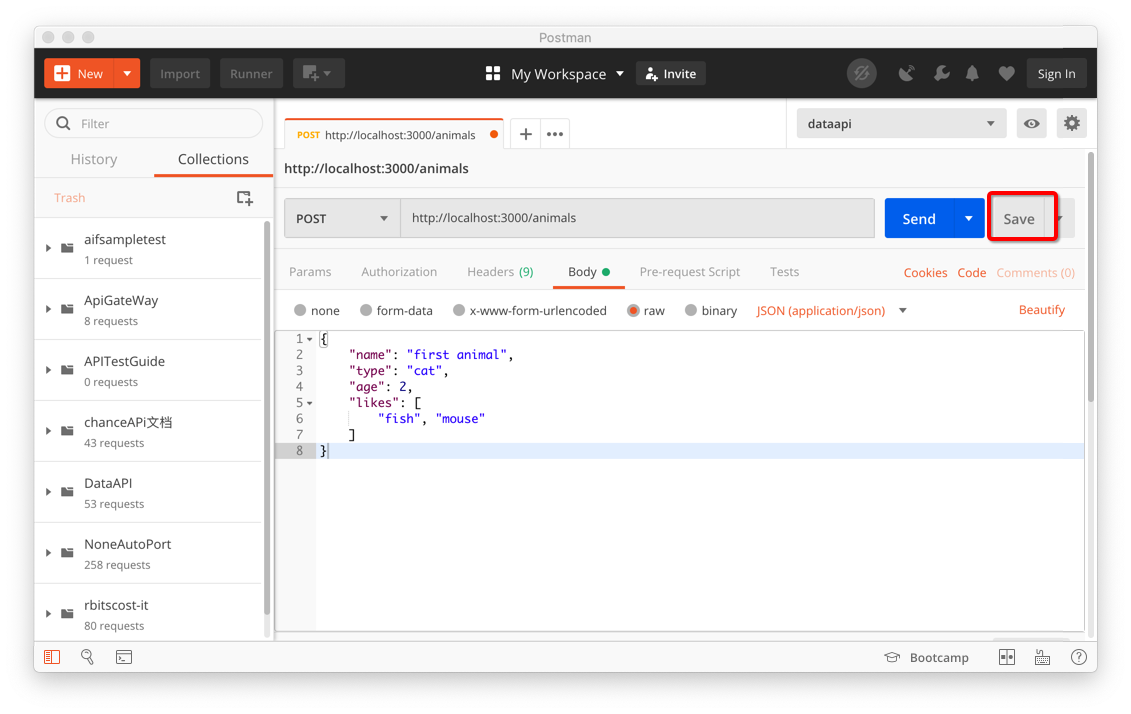 Postman
New Import Runner My Workspace Invite Sign In
Filter
History Collections
Trash
aifsampletest
1 request
ApiGateWay
8 requests
APITestGuide
0 requests
chanceAPi文档
43 requests
DataAPI
53 requests
NoneAutoPort
258 requests
rbitscost-it
80 requests
POST http://localhost:3000/animals
dataapi
http://localhost:3000/animals
POST http://localhost:3000/animals Send Save
Params Authorization Headers (9) Body Pre-request Script Tests Cookies Code Comments (0)
none form-data x-www-form-urlencoded raw binary JSON (application/json) Beautify
1 {
2 "name": "first animal",
3 "type": "cat",
4 "age": 2,
5 "likes": [
6 "fish", "mouse"
7 ]
8 }
Bootcamp